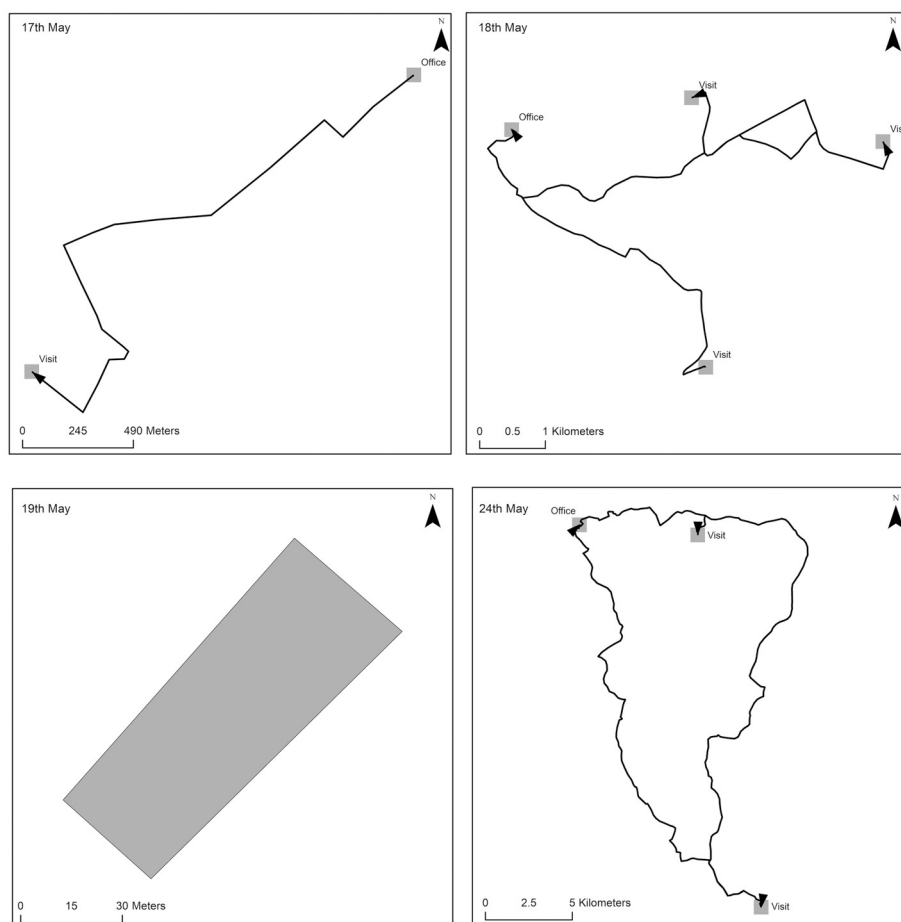 17th May
N
Office
Visit
0 245 490 Meters
18th May
N
Visit
Office
Vis
Visit
0 0.5 1 Kilometers
19th May
N
0 15 30 Meters
24th May
N
Office
Visit
Visit
0 2.5 5 Kilometers